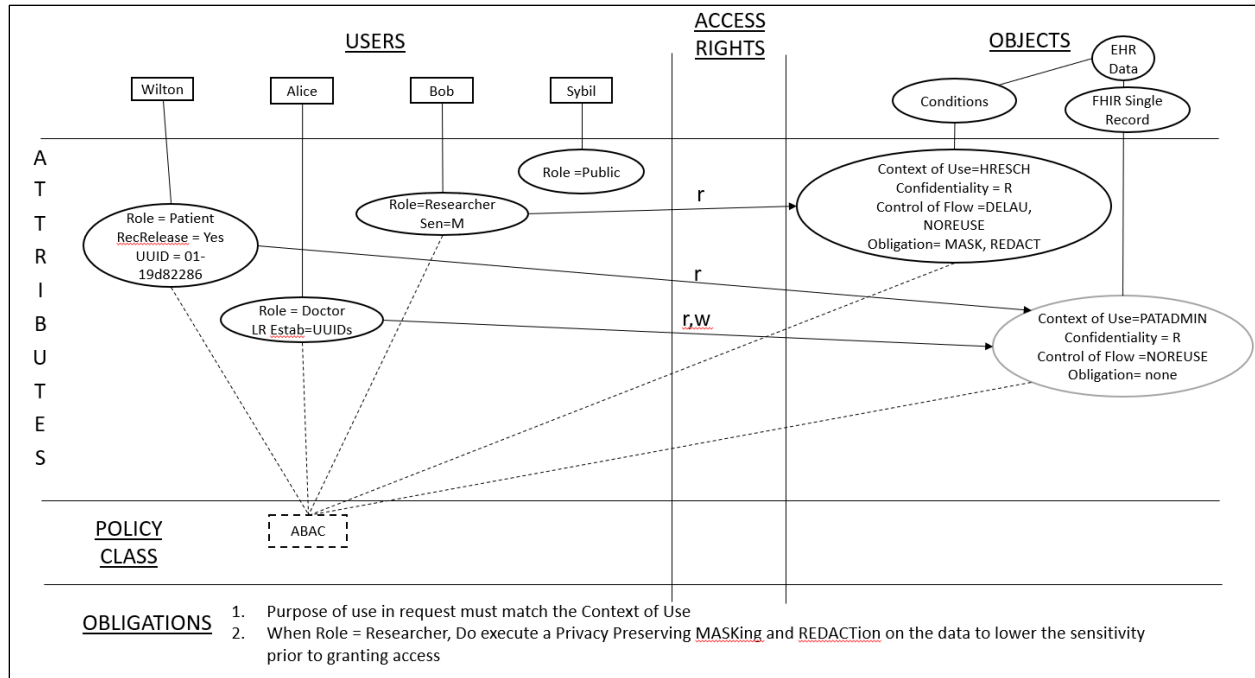 USERS
ACCESS
RIGHTS
OBJECTS
EHR
Data
Wilton
Alice
Bob
Sybil
Conditions
FHIR Single
Record
A
T
T
R
I
B
U
T
E
S
Role =Public
Context of Use=HRESCH
Confidentiality = R
Control of Flow =DELAU,
NOREUSE
Obligation= MASK, REDACT
Role=Researcher
Sen=M
r
Role = Patient
RecRelease = Yes
UUID = 01-
19d82286
r
Role = Doctor
LR Estab=UUIDs
r,w
Context of Use=PATADMIN
Confidentiality = R
Control of Flow =NOREUSE
Obligation= none
POLICY
CLASS
ABAC
OBLIGATIONS
1. Purpose of use in request must match the Context of Use
2. When Role = Researcher, Do execute a Privacy Preserving MASKing and REDACTion on the data to lower the sensitivity
prior to granting access